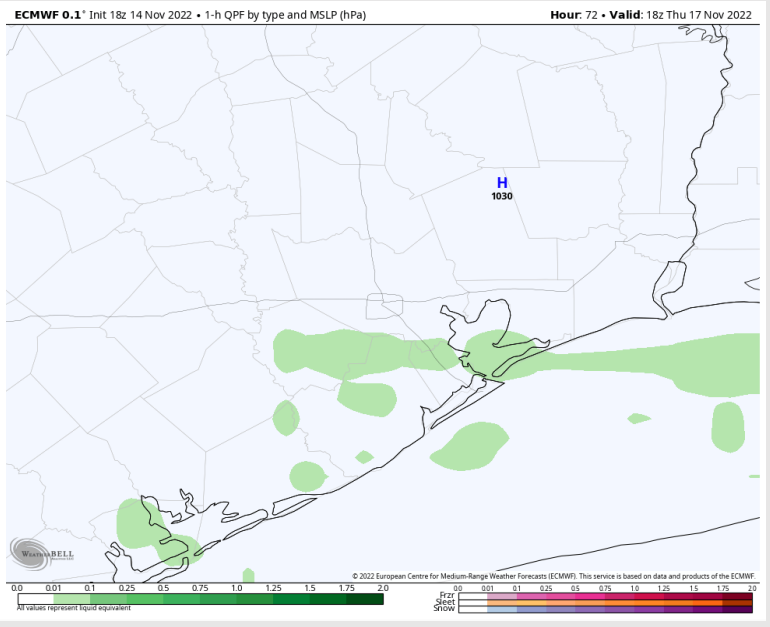 ECMWF 0.1° Init 18z 14 Nov 2022 • 1-h QPF by type and MSLP (hPa) Hour: 72 • Valid: 18z Thu 17 Nov 2022
H
1030
WEATHERBELL
© 2022 European Centre for Medium-Range Weather Forecasts (ECMWF). This service is based on data and products of the ECMWF.
0.0 0.01 0.1 0.25 0.5 0.75 1.0 1.25 1.5 1.75 2.0 0.0 0.01 0.1 0.25 0.5 0.75 1.0 1.25 1.5 1.75 2.0
Frzr
Sleet
Snow
All values represent liquid equivalent